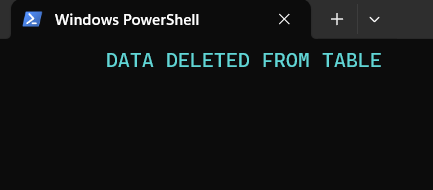 Windows PowerShell
DATA DELETED FROM TABLE